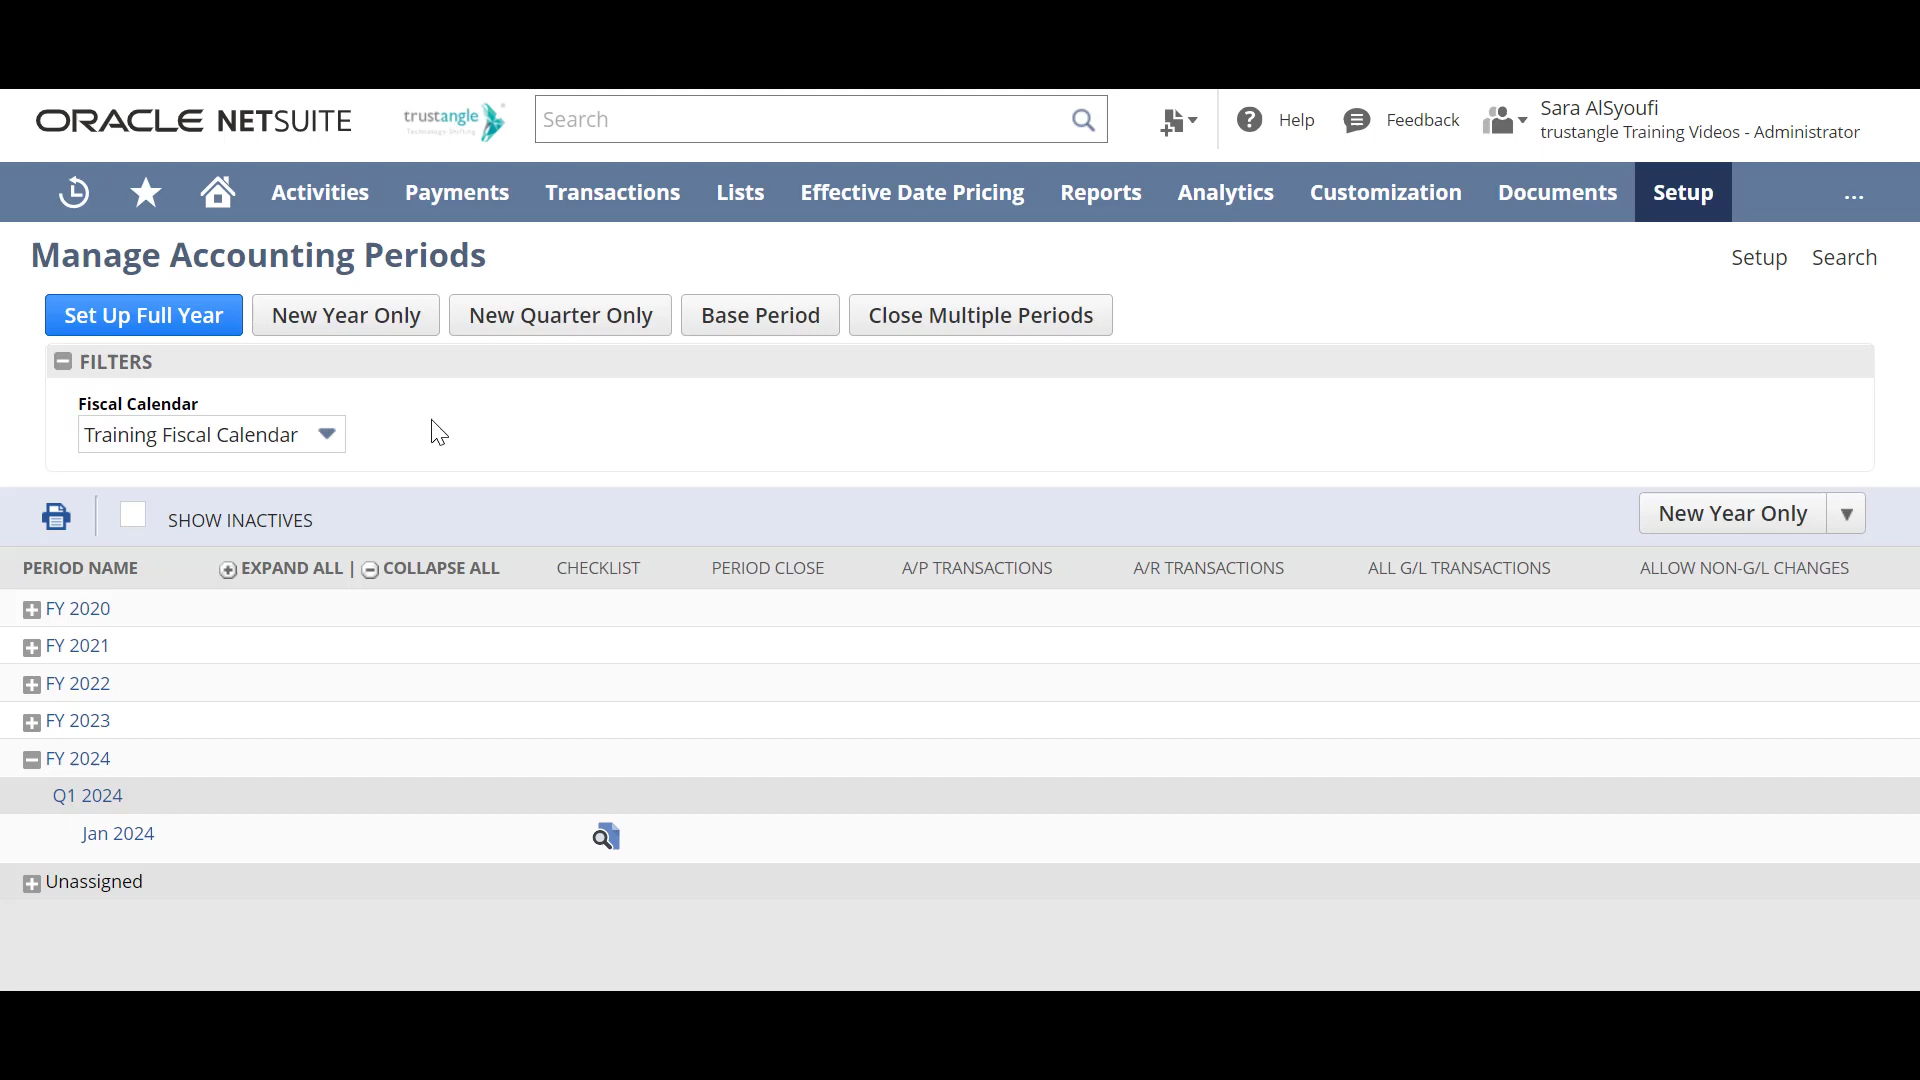 ORACLE NETSUITE
trustangle
Technology. Shifting.
Search
Help
Feedback
Sara AlSyoufi
trustangle Training Videos - Administrator
Activities Payments Transactions Lists Effective Date Pricing Reports Analytics Customization Documents Setup ...
Manage Accounting Periods
Setup Search
Set Up Full Year New Year Only New Quarter Only Base Period Close Multiple Periods
FILTERS
Fiscal Calendar
Training Fiscal Calendar
SHOW INACTIVES
New Year Only
PERIOD NAME EXPAND ALL | COLLAPSE ALL CHECKLIST PERIOD CLOSE A/P TRANSACTIONS A/R TRANSACTIONS ALL G/L TRANSACTIONS ALLOW NON-G/L CHANGES
FY 2020
FY 2021
FY 2022
FY 2023
FY 2024
Q1 2024
Jan 2024
Unassigned